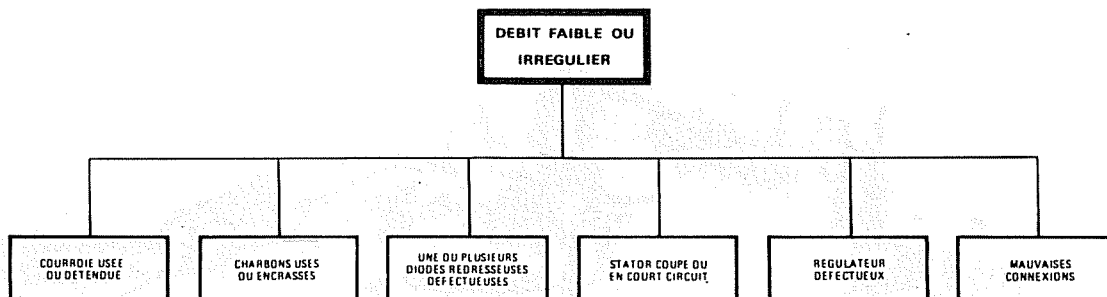 DEBIT FAIBLE OU
IRREGULIER
COURROIE USEE
OU DETENDUE
CHARBONS USES
OU ENCRASSES
UNE OU PLUSIEURS
DIODES REDRESSEUSES
DEFECTUEUSES
STATOR COUPE OU
EN COURT CIRCUIT
REGULATEUR
DEFECTUEUX
MAUVAISES
CONNEXIONS